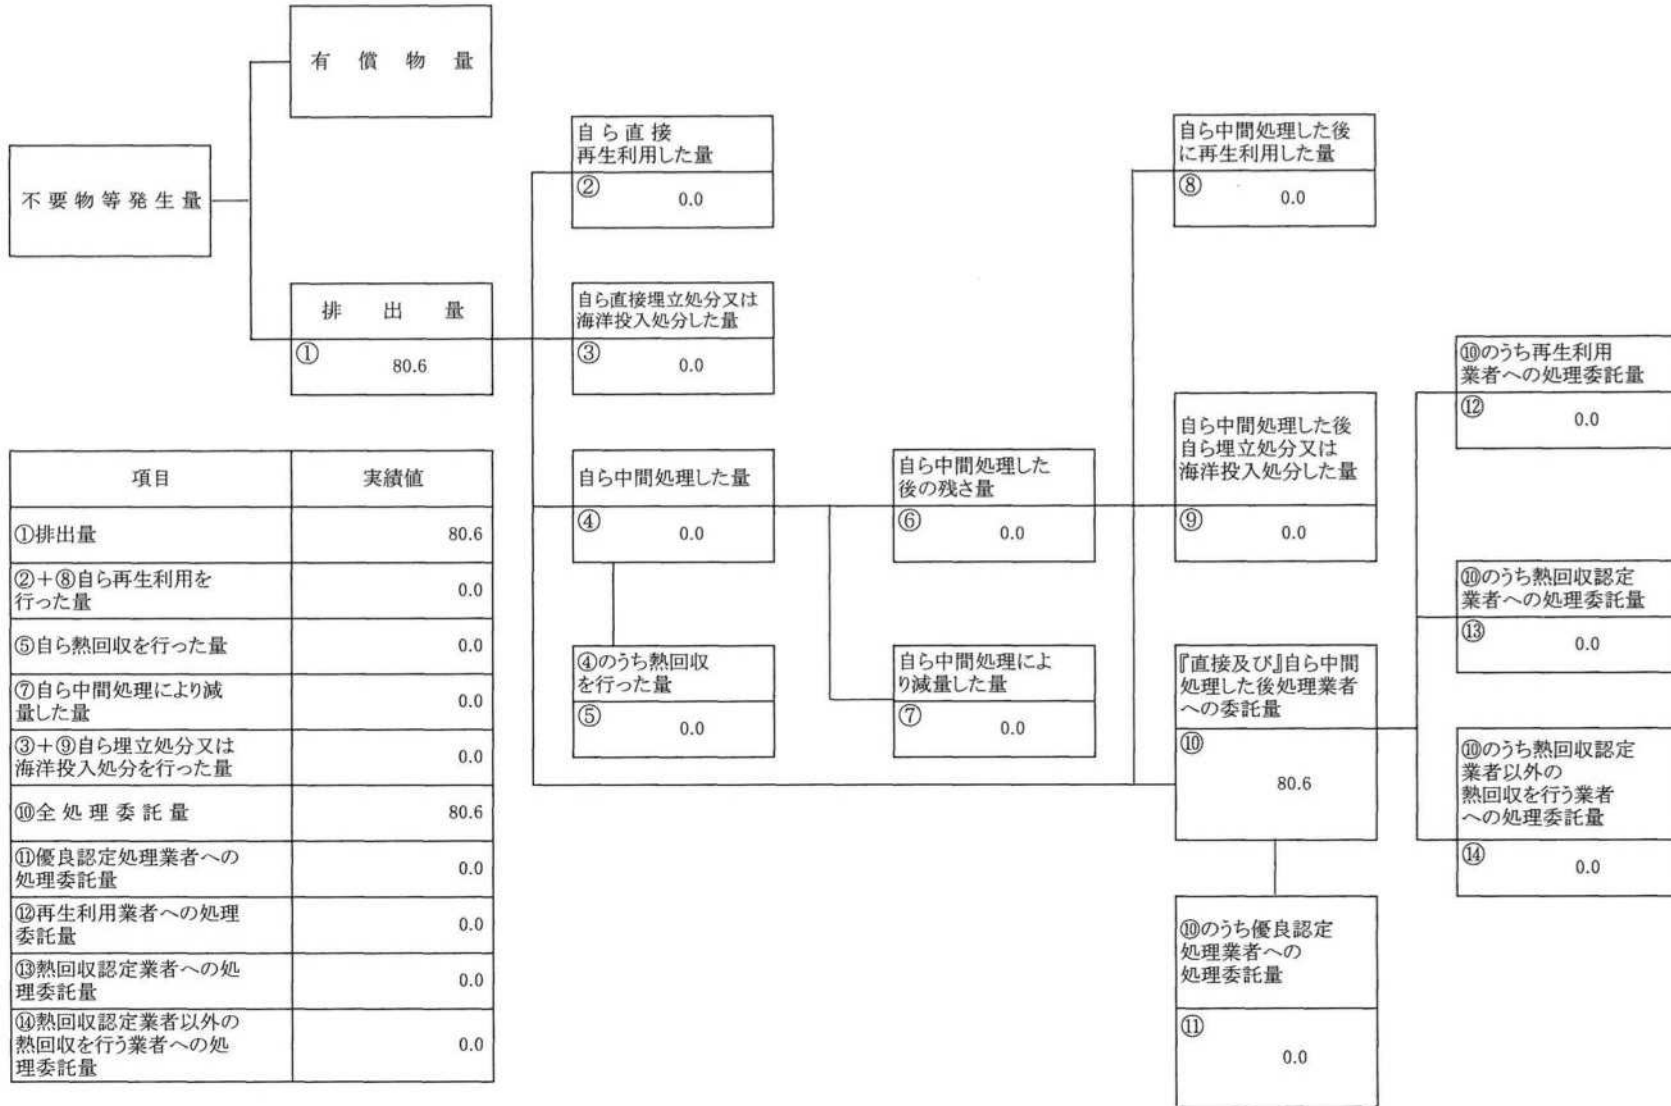 有償物量
不要物等発生量
排出量
①
80.6
自ら直接
再生利用した量
②
0.0
自ら直接埋立処分又は
海洋投入処分した量
③
0.0
自ら中間処理した量
④
0.0
④のうち熱回収
を行った量
⑤
0.0
自ら中間処理した
後の残さ量
⑥
0.0
自ら中間処理によ
り減量した量
⑦
0.0
自ら中間処理した後
に再生利用した量
⑧
0.0
自ら中間処理した後
自ら埋立処分又は
海洋投入処分した量
⑨
0.0
『直接及び』自ら中間
処理した後処理業者
への委託量
⑩
80.6
⑩のうち優良認定
処理業者への
処理委託量
⑪
0.0
⑩のうち再生利用
業者への処理委託量
⑫
0.0
⑩のうち熱回収認定
業者への処理委託量
⑬
0.0
⑩のうち熱回収認定
業者以外の
熱回収を行う業者
への処理委託量
⑭
0.0
項目 実績値
①排出量 80.6
②+⑧自ら再生利用を
行った量 0.0
⑤自ら熱回収を行った量 0.0
⑦自ら中間処理により減
量した量 0.0
③+⑨自ら埋立処分又は
海洋投入処分を行った量 0.0
⑩全処理委託量 80.6
⑪優良認定処理業者への
処理委託量 0.0
⑫再生利用業者への処理
委託量 0.0
⑬熱回収認定業者への処
理委託量 0.0
⑭熱回収認定業者以外の
熱回収を行う業者への処
理委託量 0.0